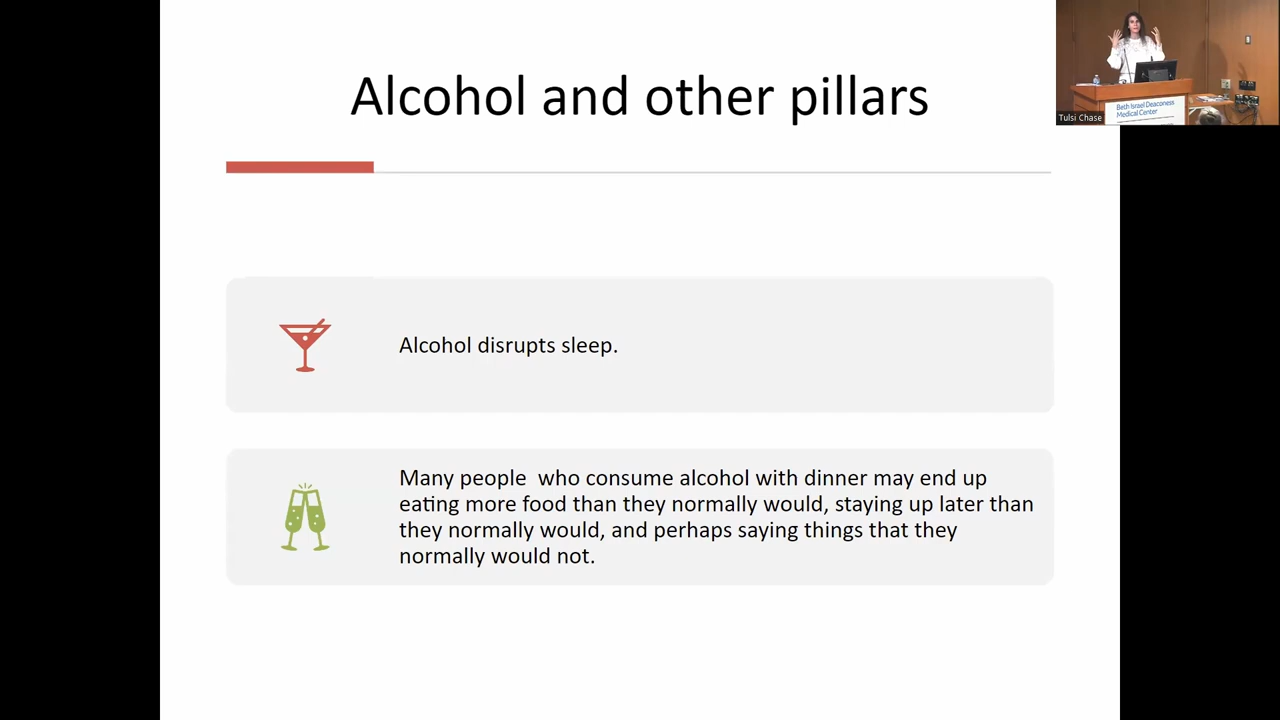 Alcohol and other pillars
Beth Israel Deaconess
Medical Center
Tulsi Chase
Alcohol disrupts sleep.
Many people  who consume alcohol with dinner may end up
eating more food than they normally would, staying up later than
they normally would, and perhaps saying things that they
normally would not.